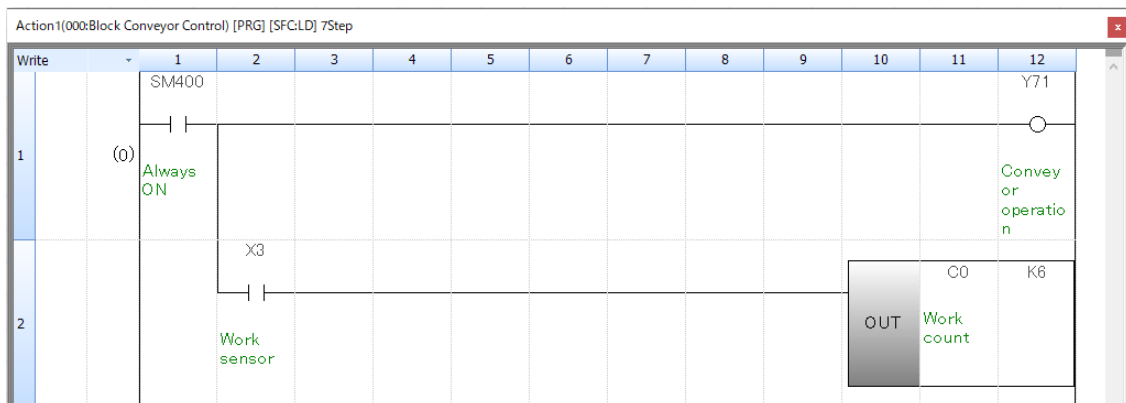 Action1(000:Block Conveyor Control) [PRG] [SFC:LD] 7Step
x
Write 1 2 3 4 5 6 7 8 9 10 11 12
SM400 Y71
1 (0)
Always
ON
Convey
or
operatio
n
X3
C0 K6
2
OUT
Work
count
Work
sensor